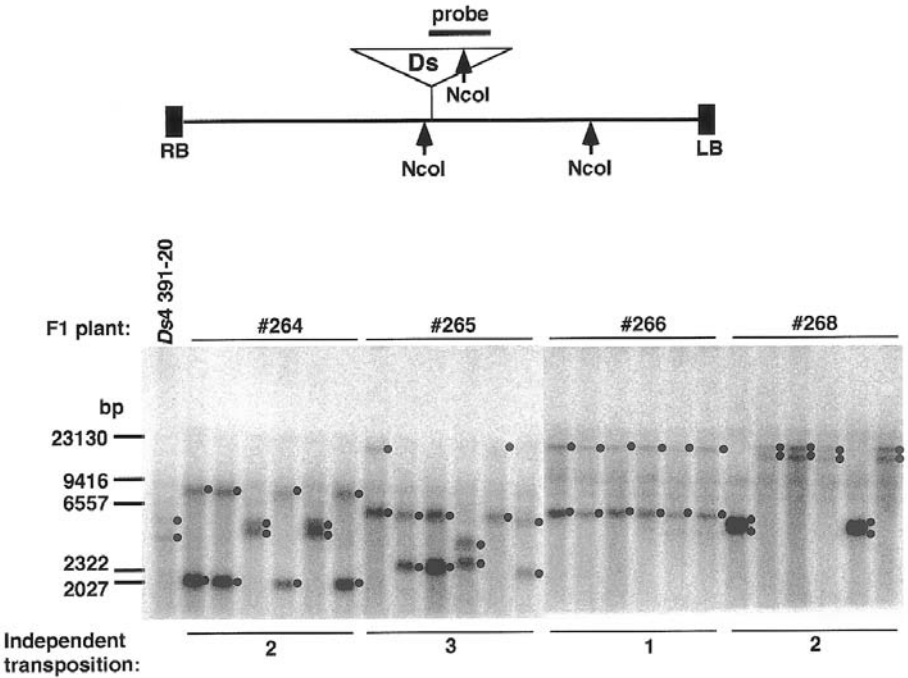 probe
Ds
NcoI
RB
LB
NcoI
NcoI
Ds4 391-20
F1 plant:
#264
#265
#266
#268
bp
23130
9416
6557
2322
2027
Independent
transposition:
2
3
1
2